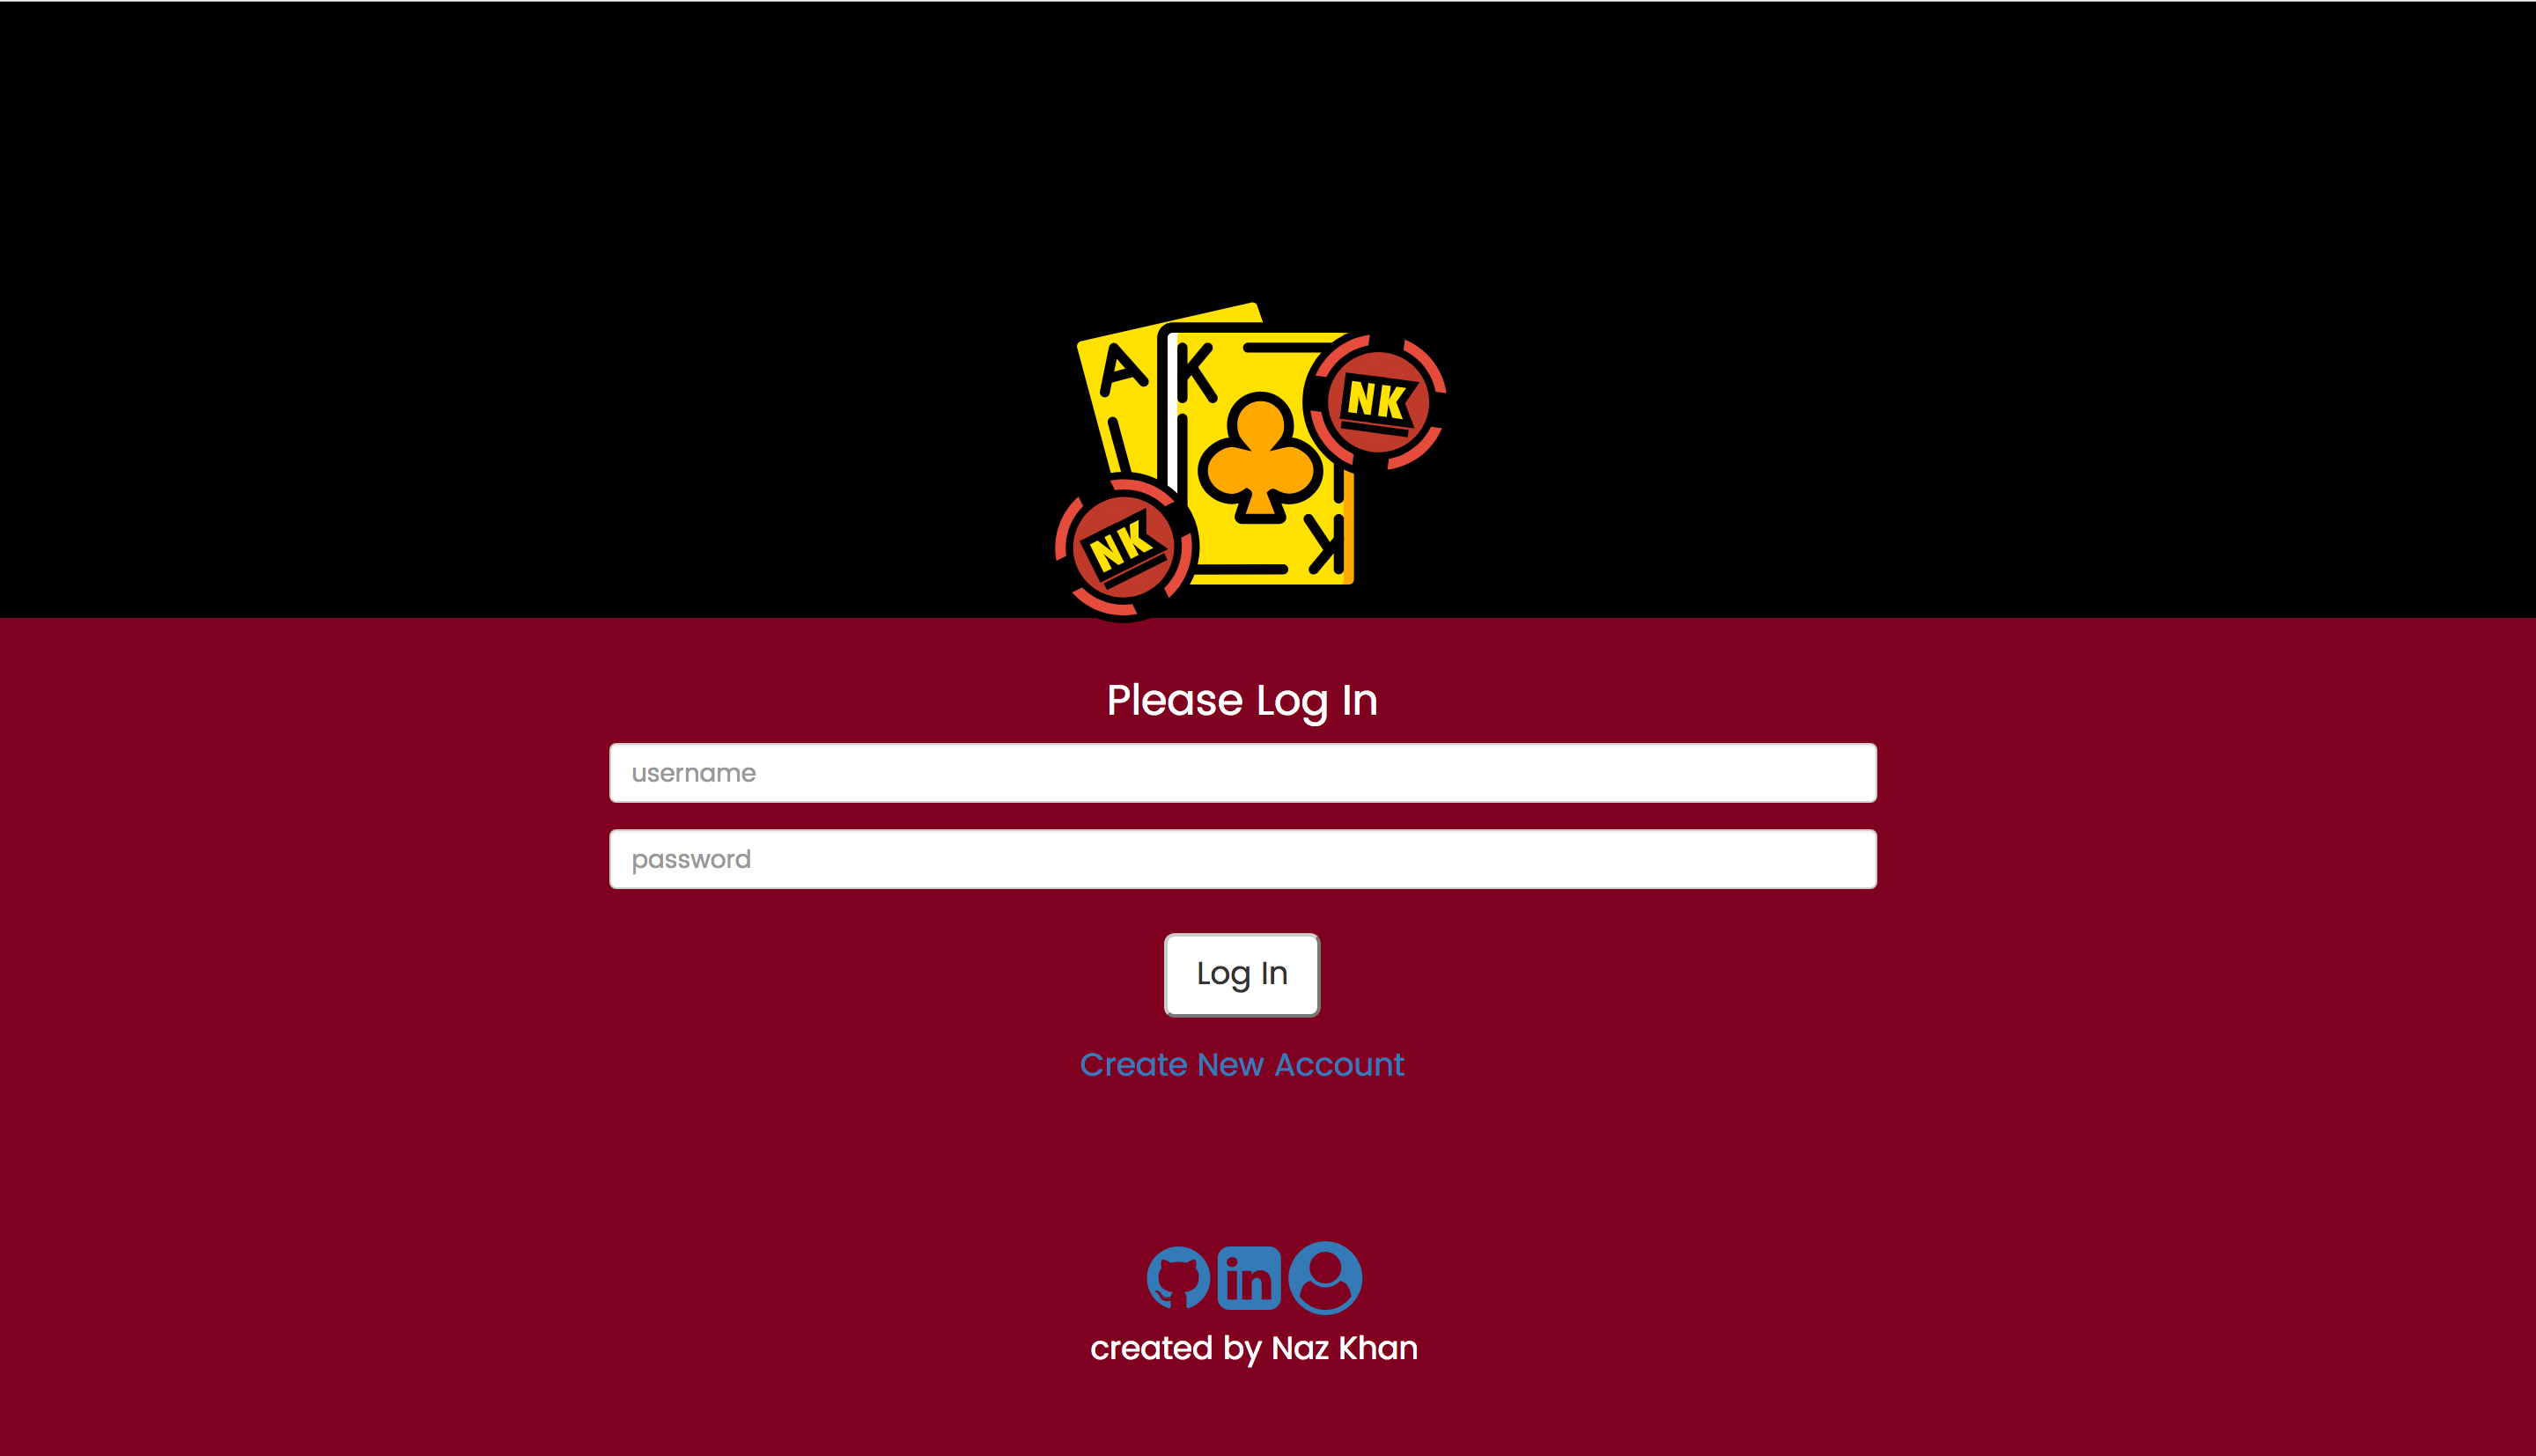 A
K
NK
NK
K
Please Log In
username
password
Log In
Create New Account
in
created by Naz Khan